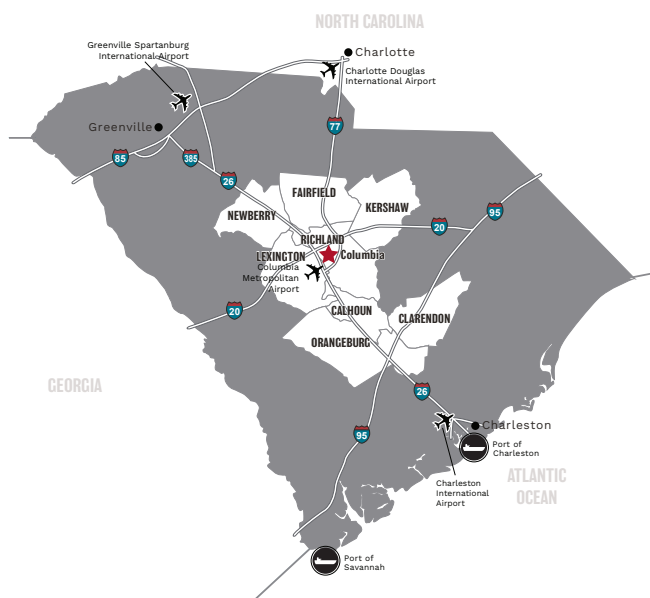 NORTH CAROLINA
Greenville Spartanburg
International Airport
Charlotte
Charlotte Douglas
International Airport
Greenville
77
85
385
26
FAIRFIELD
KERSHAW
NEWBERRY
95
20
RICHLAND
LEXINGTON
Columbia
Columbia
Metropolitan
Airport
20
CALHOUN
CLARENDON
ORANGEBURG
GEORGIA
26
95
Charleston
Port of
Charleston
Charleston
International
Airport
ATLANTIC
OCEAN
Port of
Savannah